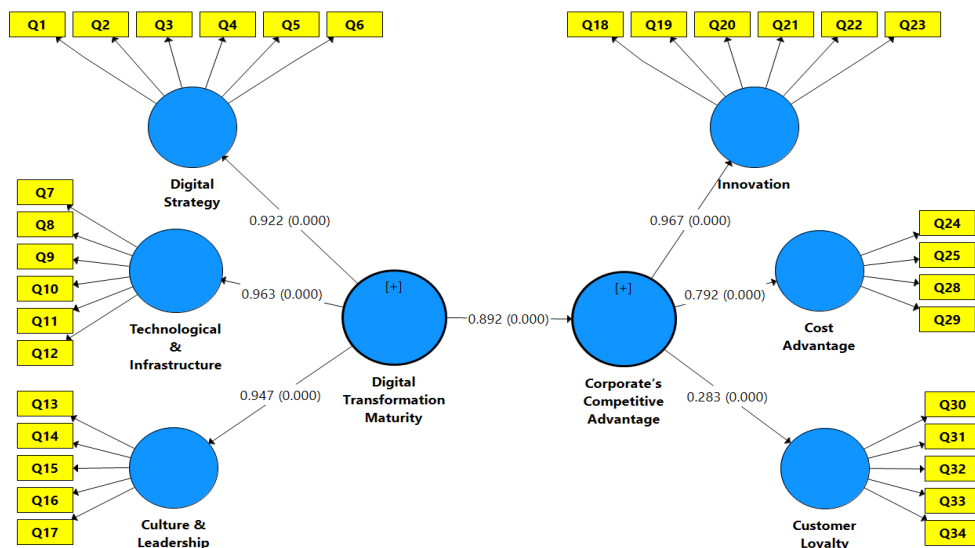 Q1 Q2 Q3 Q4 Q5 Q6
Q18 Q19 Q20 Q21 Q22 Q23
Digital
Strategy
Innovation
Q7
Q8
Q9
Q10
Q11
Q12
Technological
&
Infrastructure
0.922 (0.000)
0.963 (0.000)
0.947 (0.000)
[+]
Digital
Transformation
Maturity
0.892 (0.000)
[+]
Corporate's
Competitive
Advantage
0.967 (0.000)
0.792 (0.000)
0.283 (0.000)
Cost
Advantage
Q24
Q25
Q28
Q29
Q13
Q14
Q15
Q16
Q17
Culture &
Leadership
Customer
Loyalty
Q30
Q31
Q32
Q33
Q34